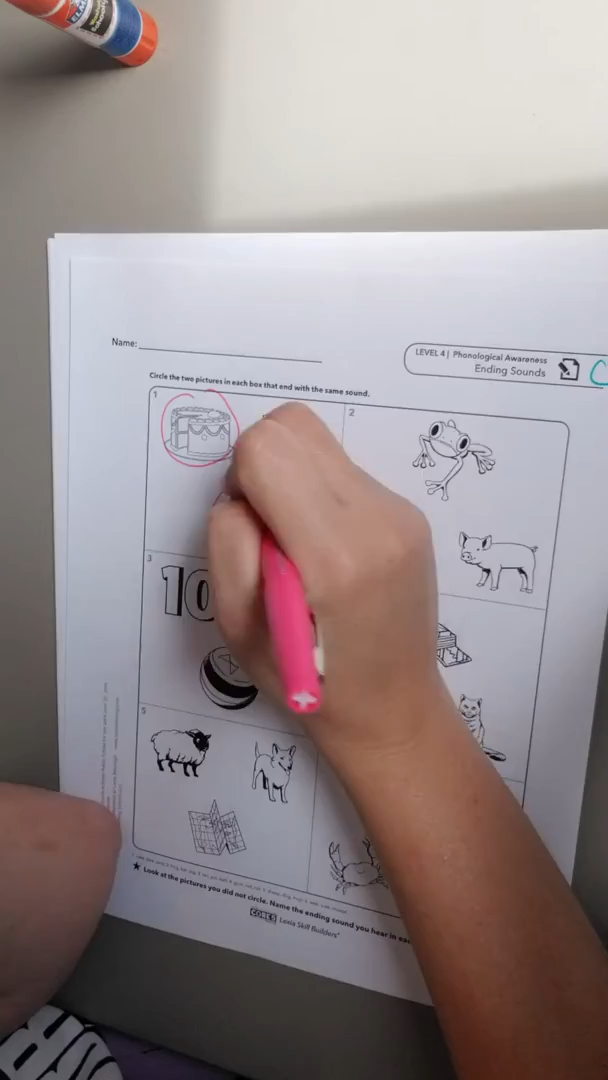 Name:
LEVEL 4 | Phonological Awareness
Ending Sounds
Circle the two pictures in each box that end with the same sound.
1
2
3
10
5
★ Look at the pictures you did not circle. Name the ending sound you hear in
CORE5 Lexia Skill Builders®